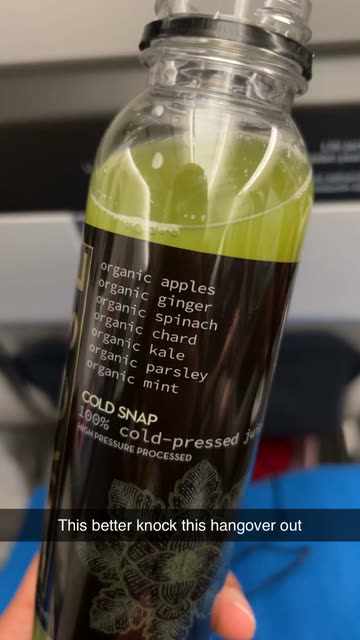 organic apples
organic ginger
organic spinach
organic chard
organic kale
organic parsley
organic mint
COLD SNAP
100% cold-pressed
HIGH PRESSURE PROCESSED
This better knock this hangover out